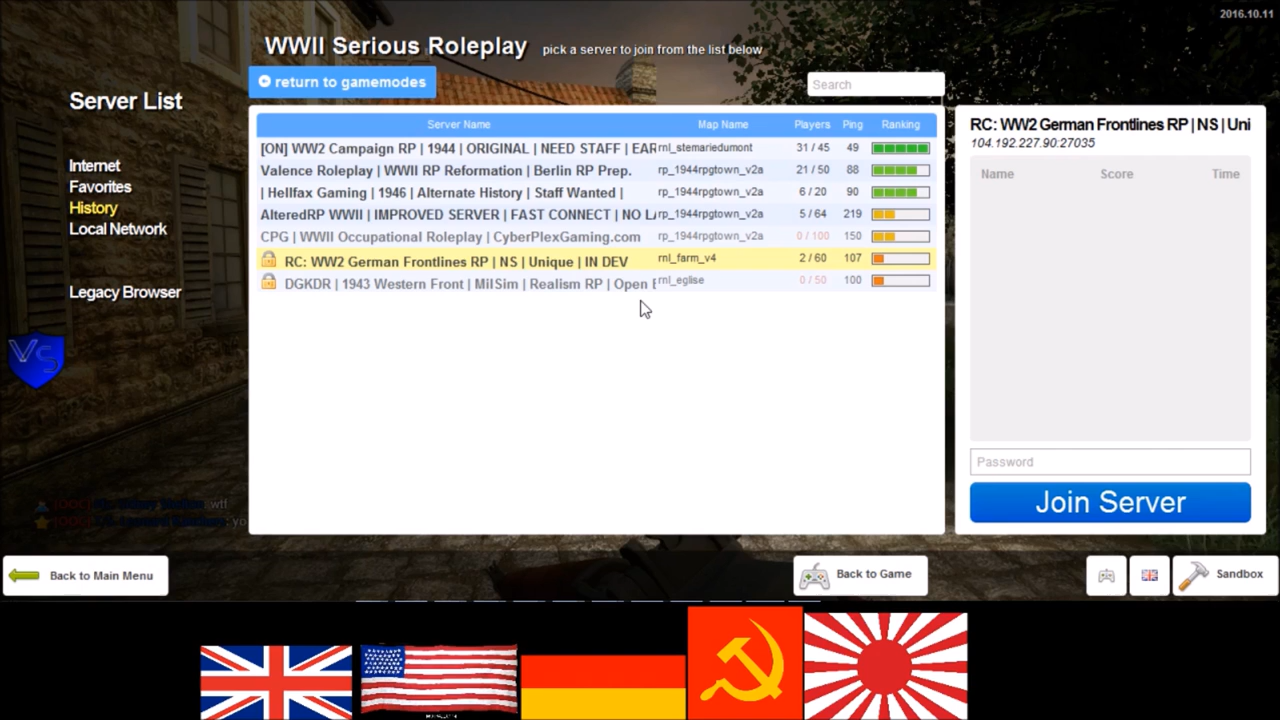 2016.10.11
WWII Serious Roleplay pick a server to join from the list below
return to gamemodes
Search
Server List
Internet
Favorites
History
Local Network
Legacy Browser
VS
Server Name Map Name Players Ping Ranking
[ON] WW2 Campaign RP | 1944 | ORIGINAL | NEED STAFF | EAR rnl_stemariedumont 31 / 45 49
Valence Roleplay | WWII RP Reformation | Berlin RP Prep. rp_1944rpgtown_v2a 21 / 50 88
| Hellfax Gaming | 1946 | Alternate History | Staff Wanted | rp_1944rpgtown_v2a 6 / 20 90
AlteredRP WWII | IMPROVED SERVER | FAST CONNECT | NO LA rp_1944rpgtown_v2a 5 / 64 219
CPG | WWII Occupational Roleplay | CyberPlexGaming.com rp_1944rpgtown_v2a 0 / 100 150
RC: WW2 German Frontlines RP | NS | Unique | IN DEV rnl_farm_v4 2 / 60 107
DGKDR | 1943 Western Front | MilSim | Realism RP | Open E rnl_eglise 0 / 50 100
RC: WW2 German Frontlines RP | NS | Uni
104.192.227.90:27035
Name Score Time
Password
Join Server
[OOC] wtf
[OOC] yo
Back to Main Menu
Back to Game
Sandbox